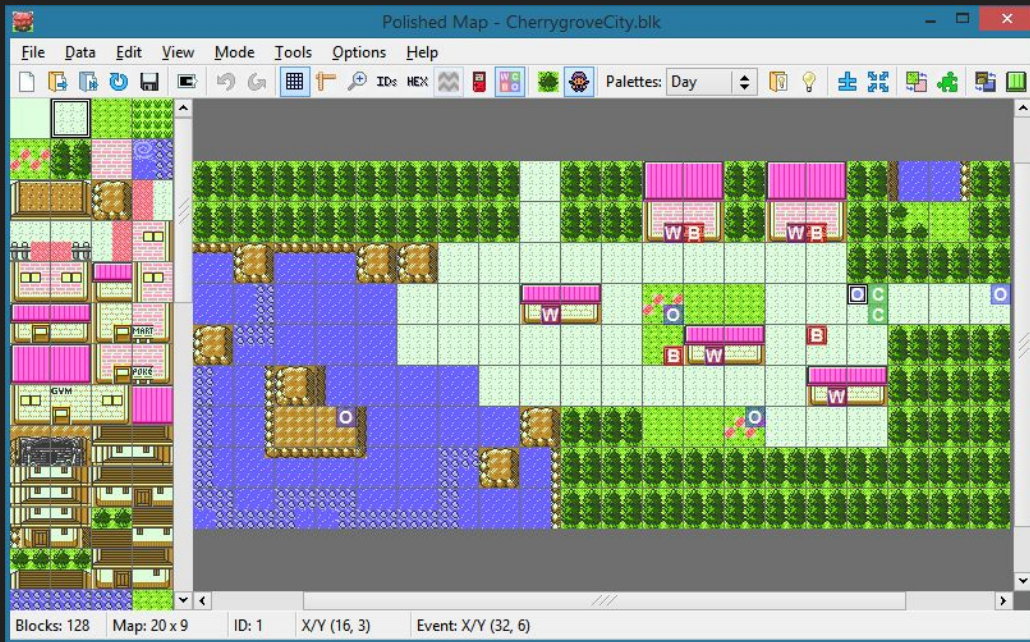 Polished Map - CherrygroveCity.blk
File Data Edit View Mode Tools Options Help
IDs HEX W C B O Palettes: Day
W B W B
O C O
W O C
B W B
W
O O
MART
POKé
GYM
Blocks: 128 Map: 20 x 9 ID: 1 X/Y (16, 3) Event: X/Y (32, 6)